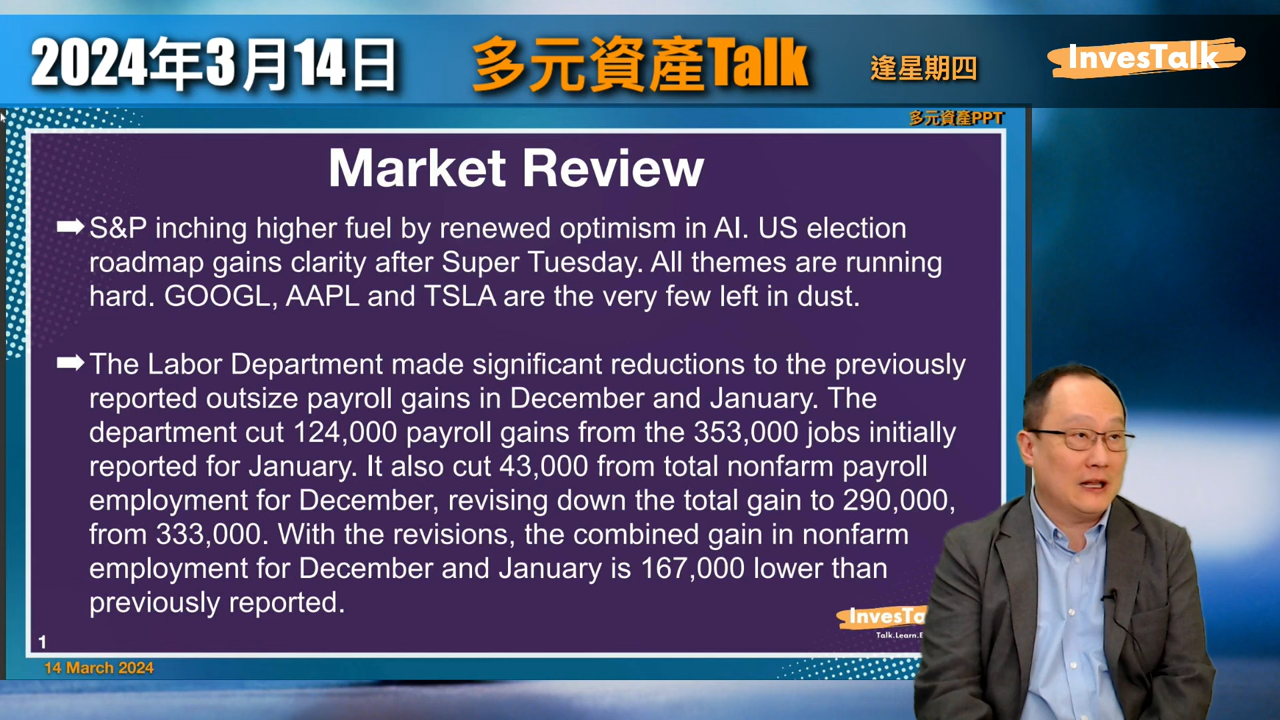 2024年3月14日
多元資產Talk
逢星期四
InvesTalk
多元資產PPT
Market Review
➡S&P inching higher fuel by renewed optimism in AI. US election
roadmap gains clarity after Super Tuesday. All themes are running
hard. GOOGL, AAPL and TSLA are the very few left in dust.
➡The Labor Department made significant reductions to the previously
reported outsize payroll gains in December and January. The
department cut 124,000 payroll gains from the 353,000 jobs initially
reported for January. It also cut 43,000 from total nonfarm payroll
employment for December, revising down the total gain to 290,000,
from 333,000. With the revisions, the combined gain in nonfarm
employment for December and January is 167,000 lower than
previously reported.
InvesTa
Talk.Learn.E
1
14 March 2024